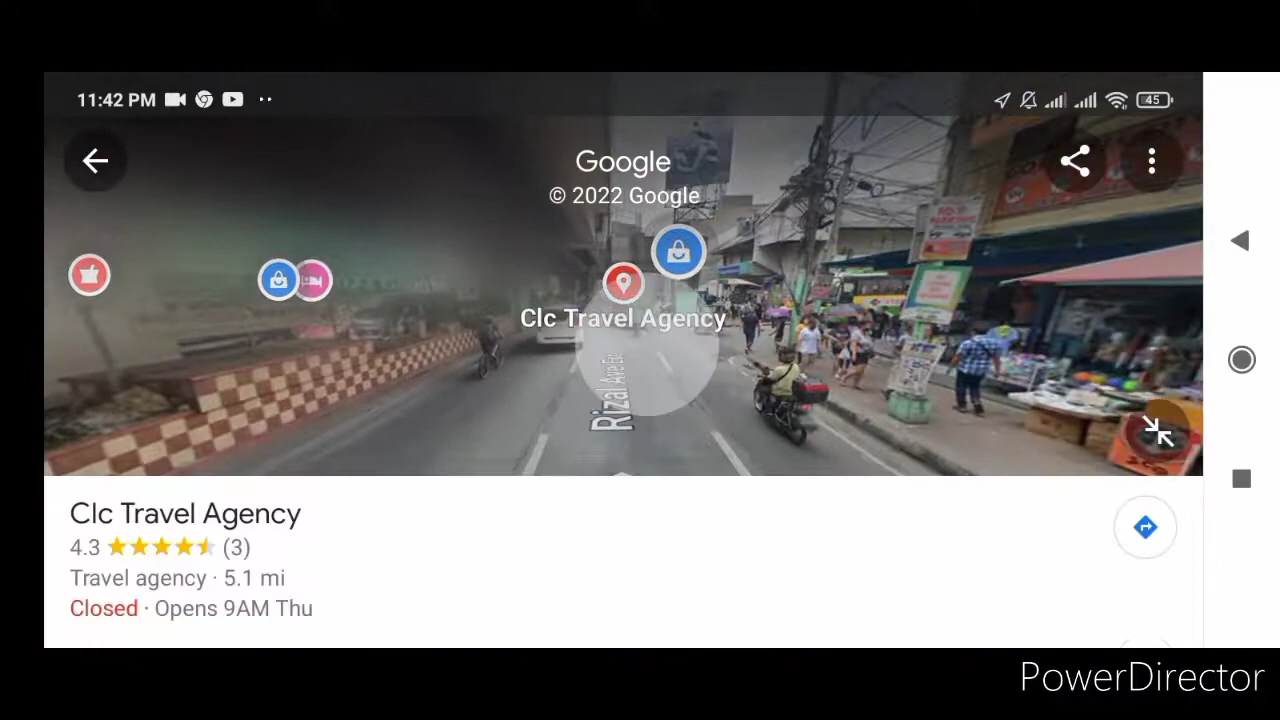 11:42 PM
45
Google
© 2022 Google
Clc Travel Agency
Rizal Ave Ex
Clc Travel Agency
4.3 (3)
Travel agency · 5.1 mi
Closed · Opens 9AM Thu
PowerDirector